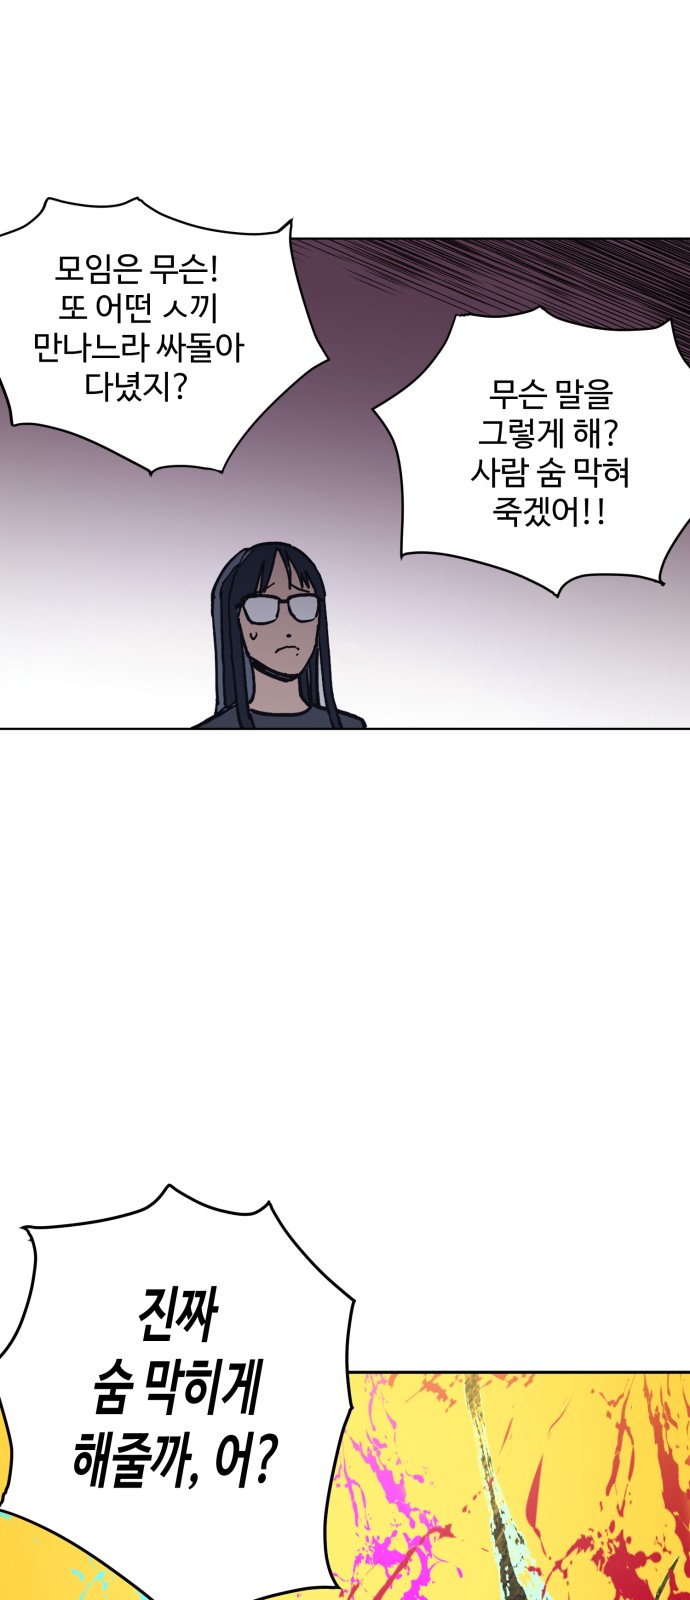 모임은 무슨!
또 어떤 ㅅ끼
만나느라 싸돌아
다녔지?
무슨 말을
그렇게 해?
사람 숨 막혀
죽겠어!!
진짜
숨 막히게
해줄까, 어?